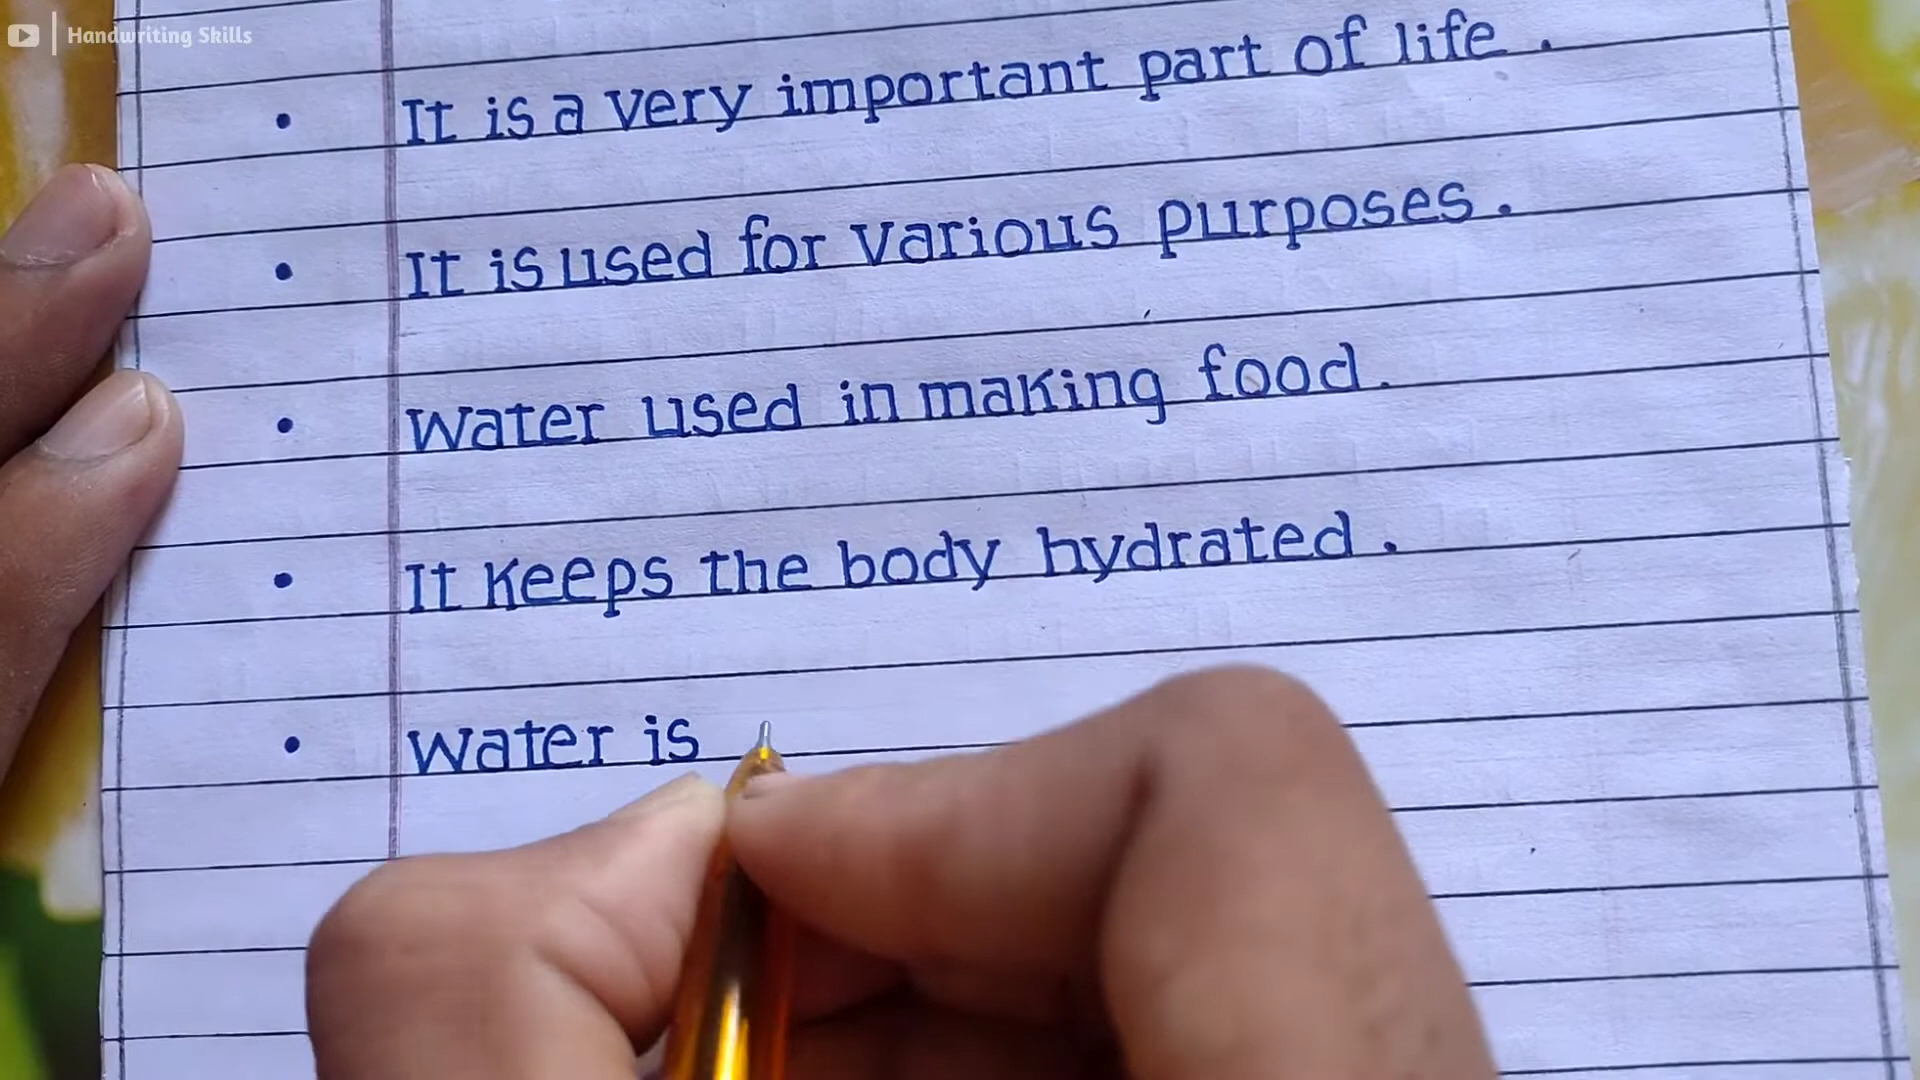 Handwriting Skills
• It is a very important part of life.
• It is used for various purposes.
• Water used in making food.
• It keeps the body hydrated.
• Water is